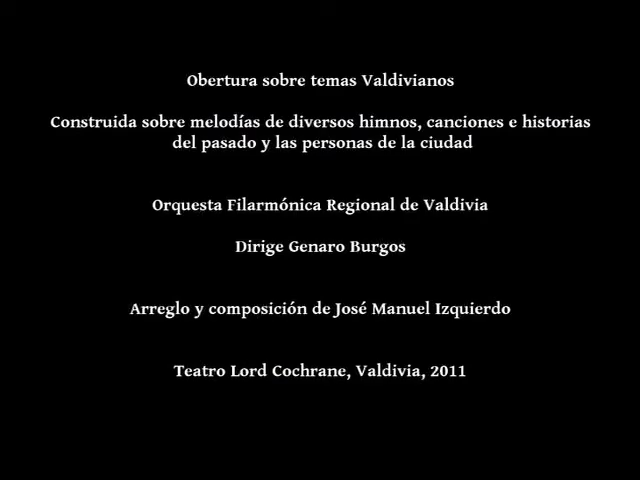 Obertura sobre temas Valdivianos
Construida sobre melodías de diversos himnos, canciones e historias
del pasado y las personas de la ciudad
Orquesta Filarmónica Regional de Valdivia
Dirige Genaro Burgos
Arreglo y composición de José Manuel Izquierdo
Teatro Lord Cochrane, Valdivia, 2011